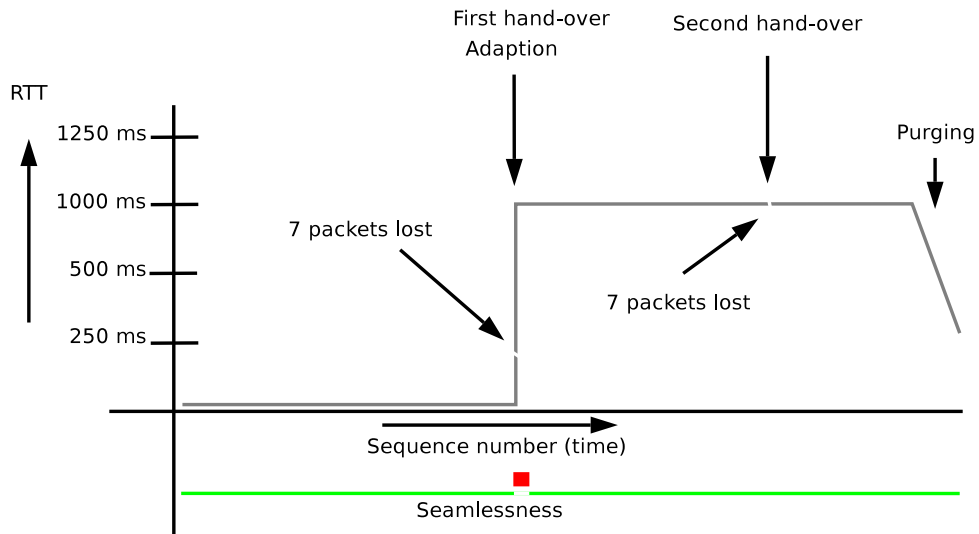 First hand-over
Adaption
Second hand-over
RTT
1250 ms
Purging
1000 ms
7 packets lost
500 ms
7 packets lost
250 ms
Sequence number (time)
Seamlessness